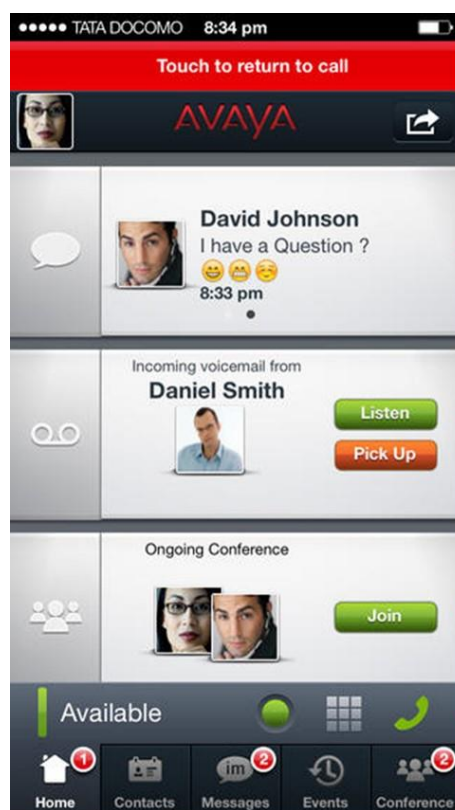 TATA DOCOMO 8:34 pm
Touch to return to call
AVAYA
David Johnson
I have a Question ?
8:33 pm
Incoming voicemail from
Daniel Smith
Listen
Pick Up
Ongoing Conference
Join
Available
1
im 2
2
Home Contacts Messages Events Conference